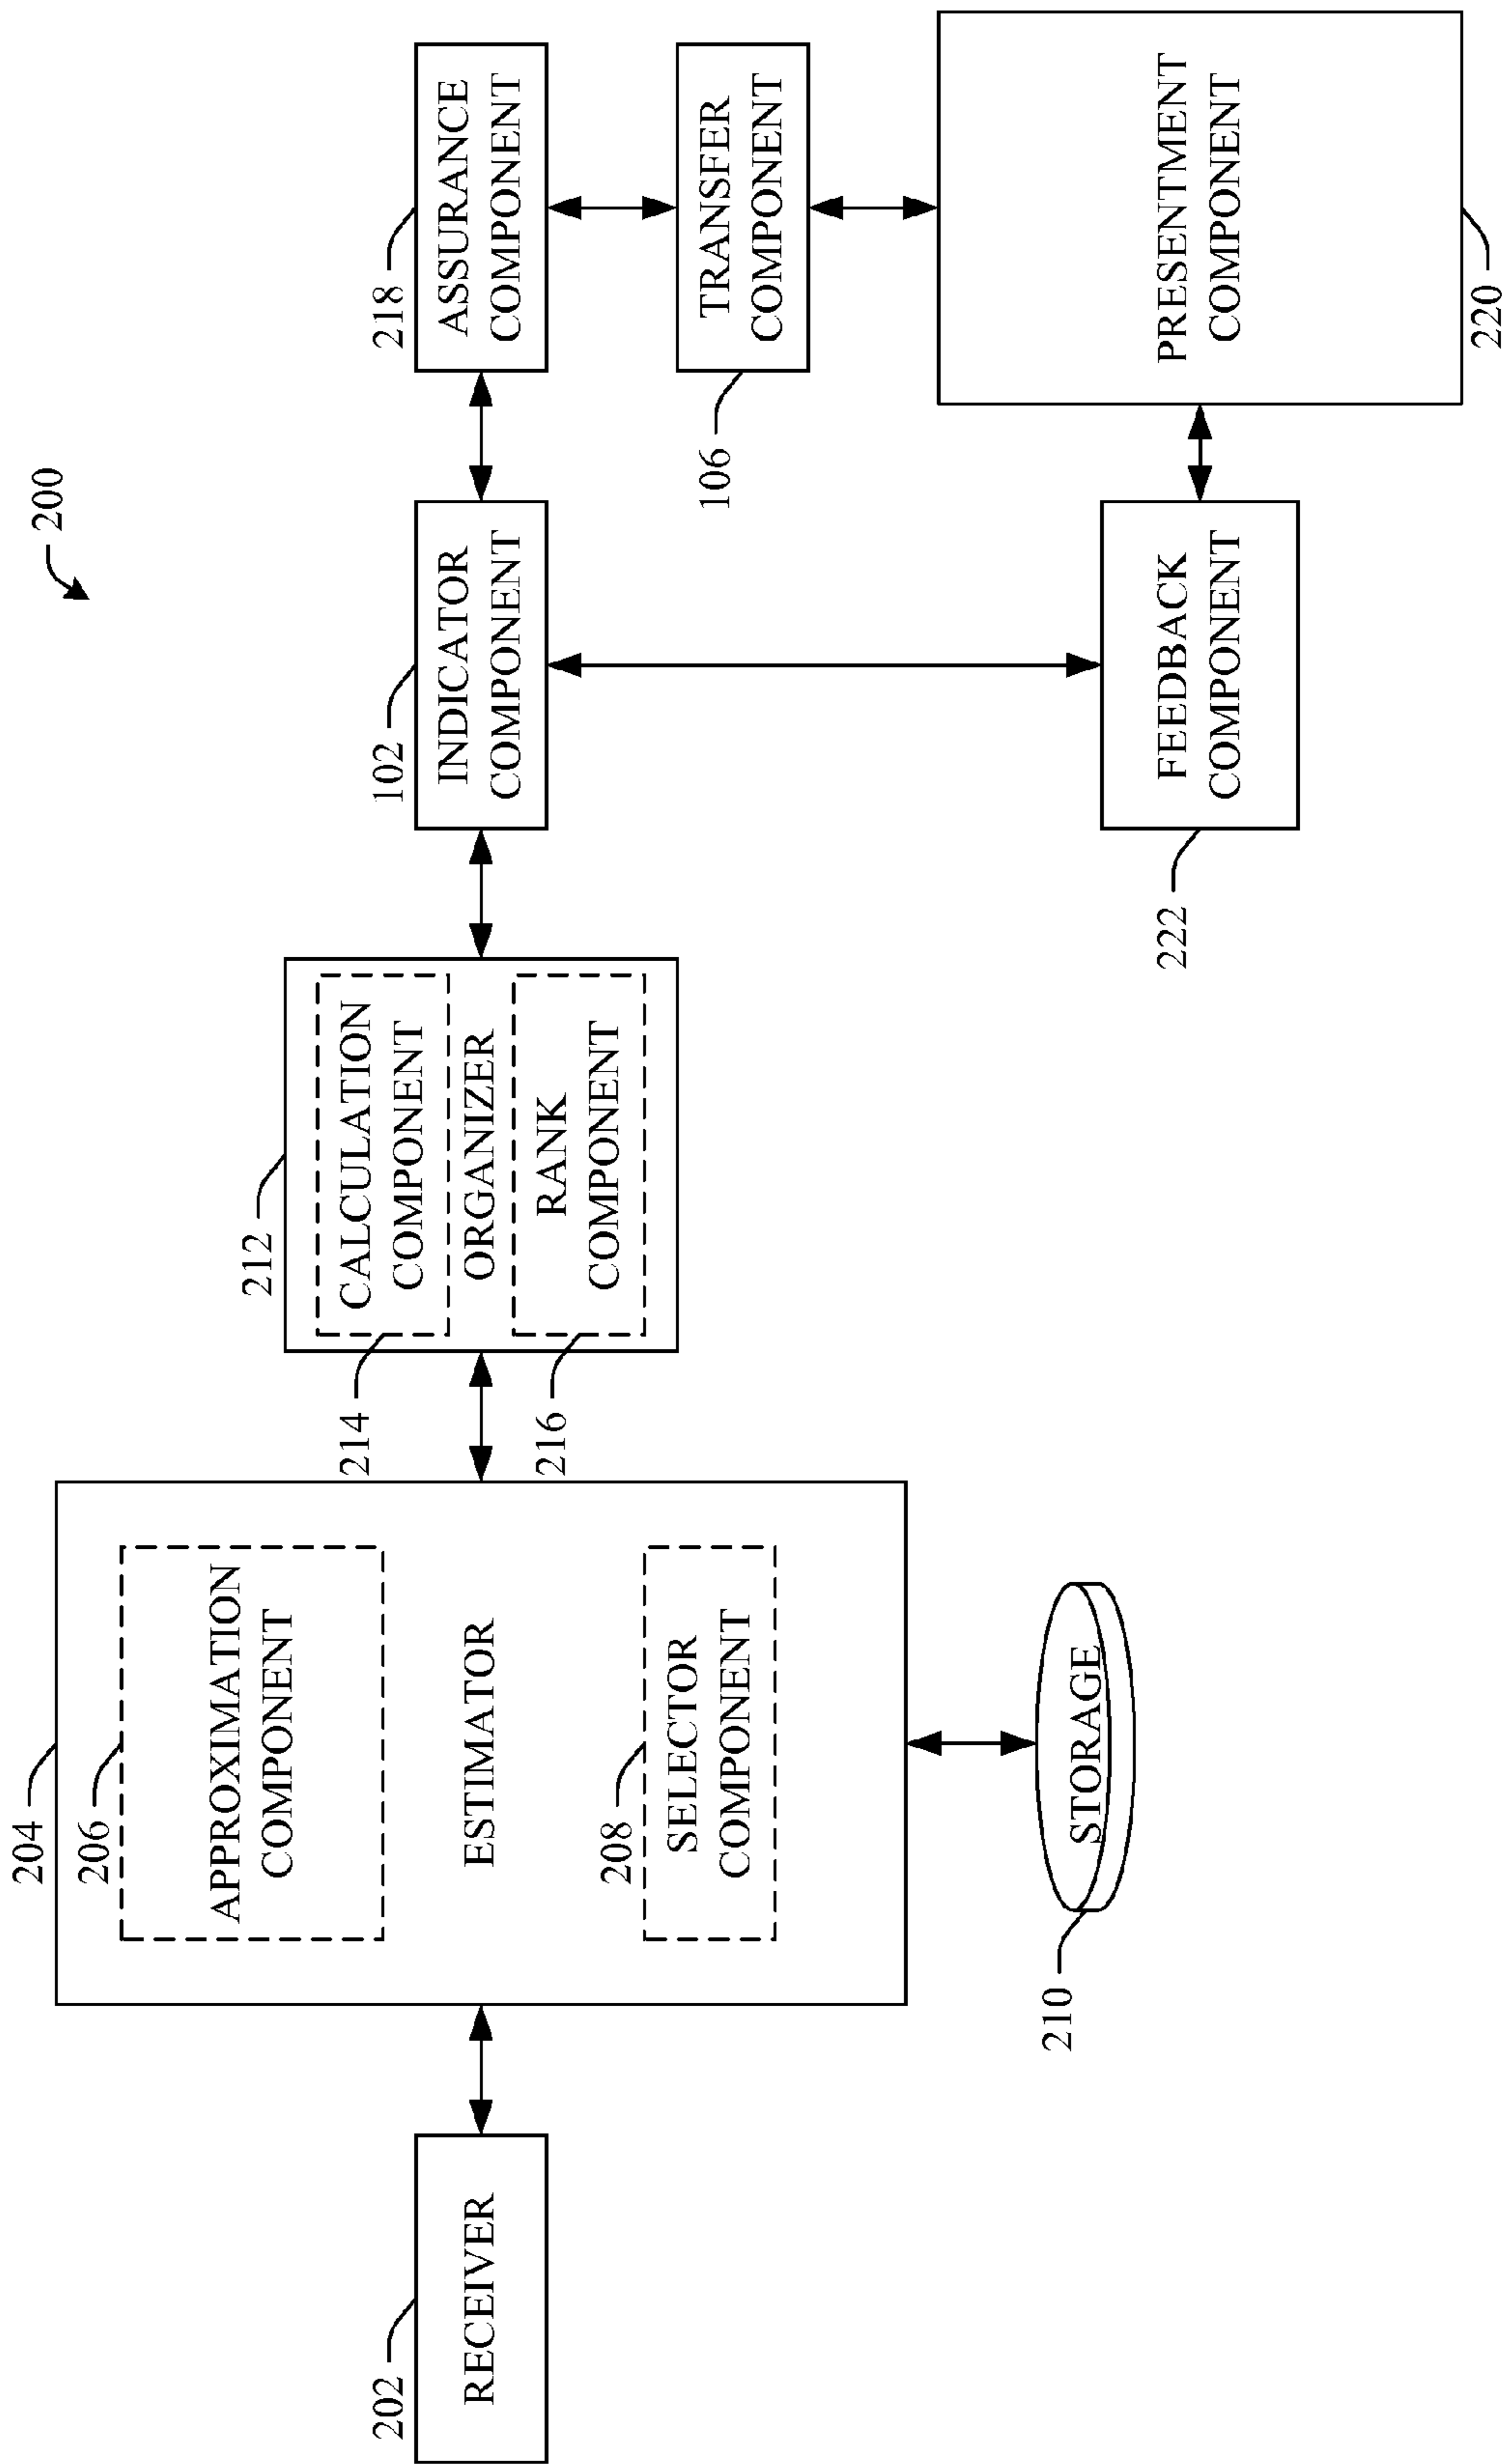 200
202
RECEIVER
204
206
APPROXIMATION
COMPONENT
ESTIMATOR
208
SELECTOR
COMPONENT
210
STORAGE
212
214
CALCULATION
COMPONENT
ORGANIZER
216
RANK
COMPONENT
102
INDICATOR
COMPONENT
218
ASSURANCE
COMPONENT
106
TRANSFER
COMPONENT
222
FEEDBACK
COMPONENT
PRESENTMENT
COMPONENT
220